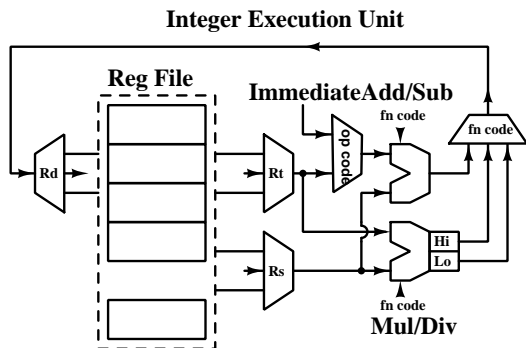 Integer Execution Unit
Reg File
ImmediateAdd/Sub
fn code
fn code
op code
Rd
Rt
Hi
Lo
Rs
fn code
Mul/Div